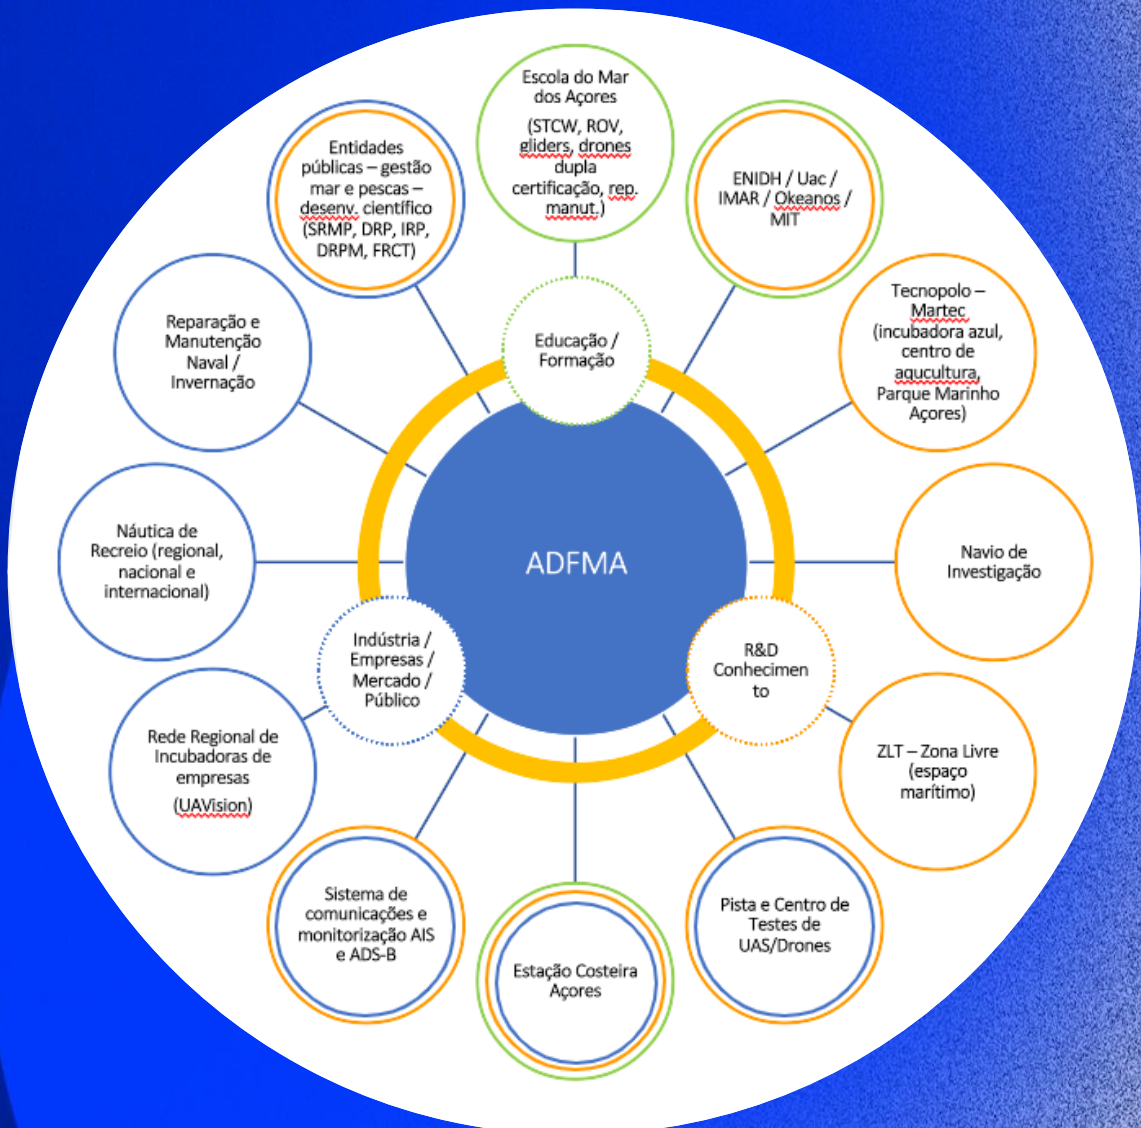 Escola do Mar
dos Açores
(STCW, ROV,
gliders, drones
dupla
certificação, rep.
manut.)
ENIDH / Uac /
IMAR / Okeanos /
MIT
Tecnopolo –
Martec
(incubadora azul,
centro de
aqucultura,
Parque Marinho
Açores)
Navio de
Investigação
ZLT – Zona Livre
(espaço
marítimo)
Pista e Centro de
Testes de
UAS/Drones
Estação Costeira
Açores
Sistema de
comunicações e
monitorização AIS
e ADS-B
Rede Regional de
Incubadoras de
empresas
(UAVision)
Náutica de
Recreio (regional,
nacional e
internacional)
Reparação e
Manutenção
Naval /
Invernação
Entidades
públicas – gestão
mar e pescas –
desenv. científico
(SRMP, DRP, IRP,
DRPM, FRCT)
Educação /
Formação
R&D
Conhecimen
to
Indústria /
Empresas /
Mercado /
Público
ADFMA